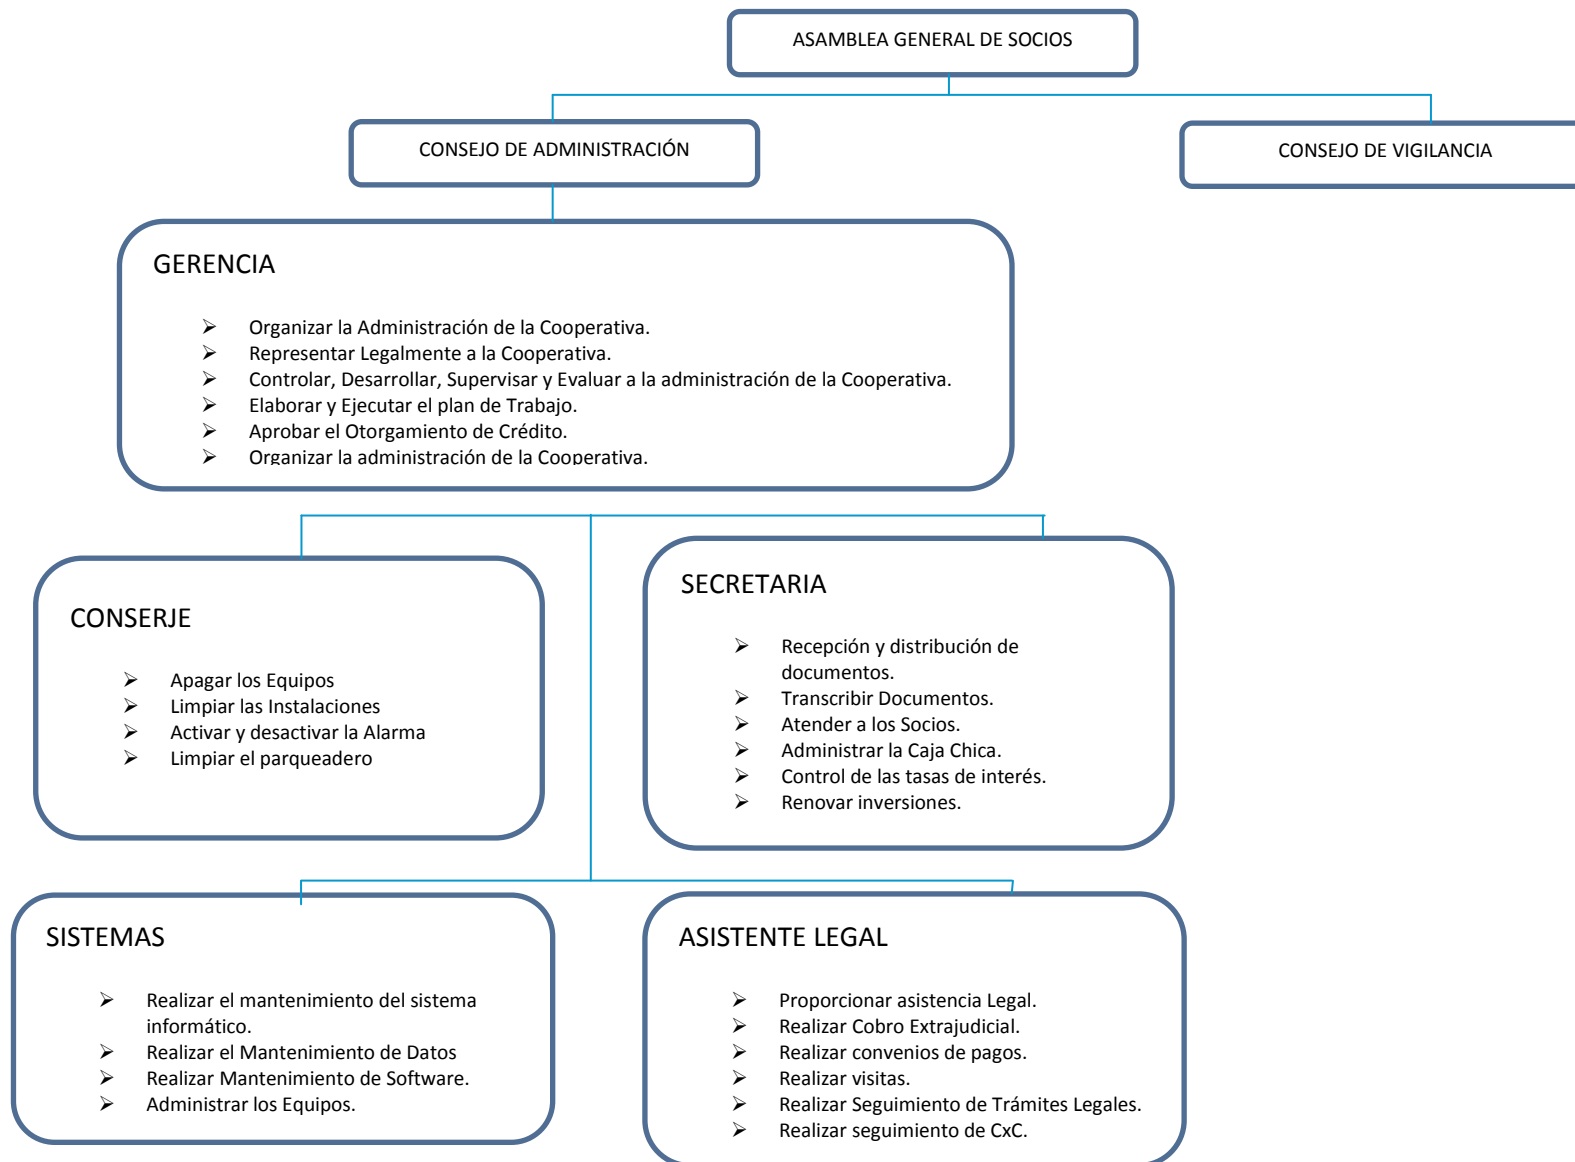 ASAMBLEA GENERAL DE SOCIOS
CONSEJO DE ADMINISTRACIÓN
CONSEJO DE VIGILANCIA
GERENCIA
➢ Organizar la Administración de la Cooperativa.
➢ Representar Legalmente a la Cooperativa.
➢ Controlar, Desarrollar, Supervisar y Evaluar a la administración de la Cooperativa.
➢ Elaborar y Ejecutar el plan de Trabajo.
➢ Aprobar el Otorgamiento de Crédito.
➢ Organizar la administración de la Cooperativa.
CONSERJE
➢ Apagar los Equipos
➢ Limpiar las Instalaciones
➢ Activar y desactivar la Alarma
➢ Limpiar el parqueadero
SECRETARIA
➢ Recepción y distribución de
documentos.
➢ Transcribir Documentos.
➢ Atender a los Socios.
➢ Administrar la Caja Chica.
➢ Control de las tasas de interés.
➢ Renovar inversiones.
SISTEMAS
➢ Realizar el mantenimiento del sistema
informático.
➢ Realizar el Mantenimiento de Datos
➢ Realizar Mantenimiento de Software.
➢ Administrar los Equipos.
ASISTENTE LEGAL
➢ Proporcionar asistencia Legal.
➢ Realizar Cobro Extrajudicial.
➢ Realizar convenios de pagos.
➢ Realizar visitas.
➢ Realizar Seguimiento de Trámites Legales.
➢ Realizar seguimiento de CxC.